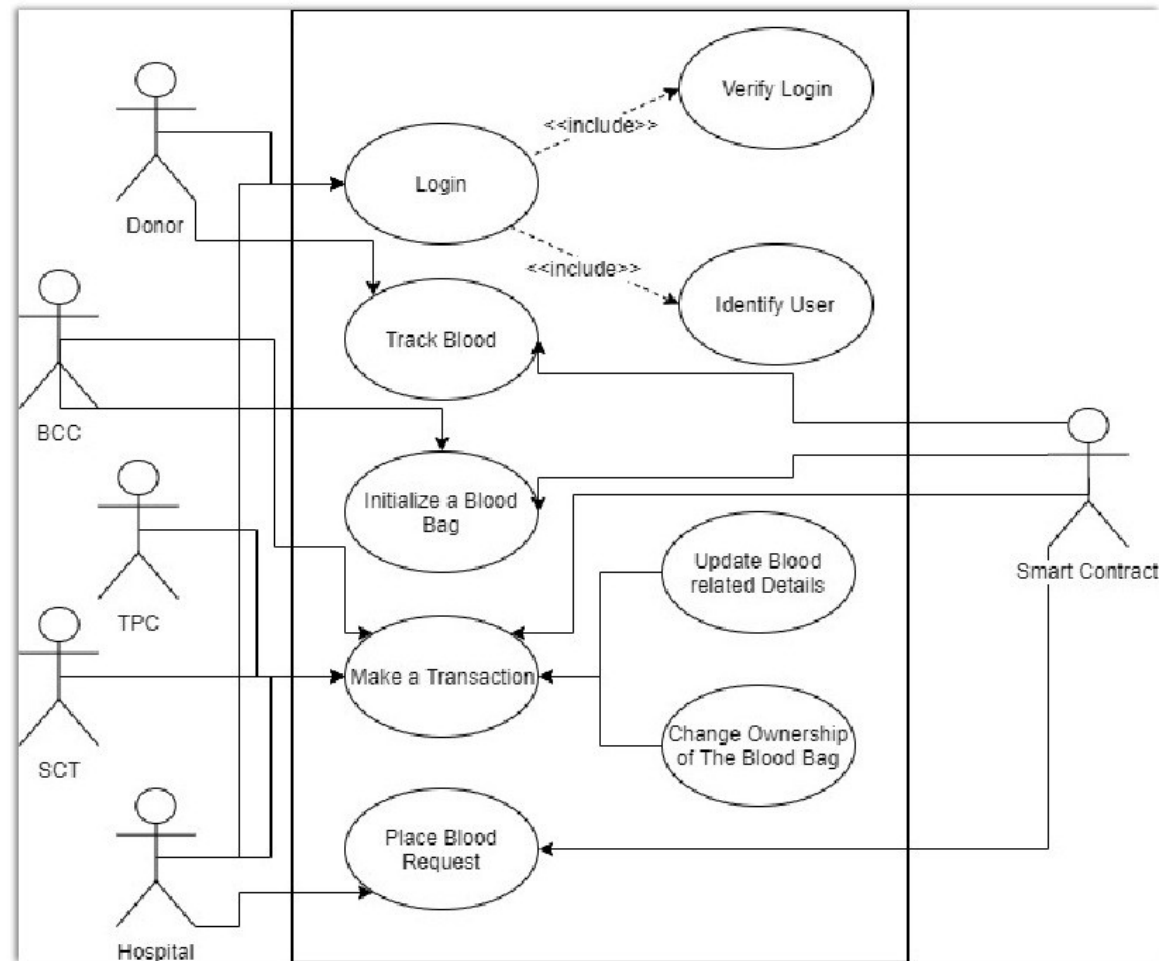 Verify Login
<<include>>
Login
Donor
<<include>>
Identify User
Track Blood
BCC
Initialize a Blood
Bag
Update Blood
related Details
Smart Contract
TPC
Make a Transaction
Change Ownership
of The Blood Bag
SCT
Place Blood
Request
Hospital